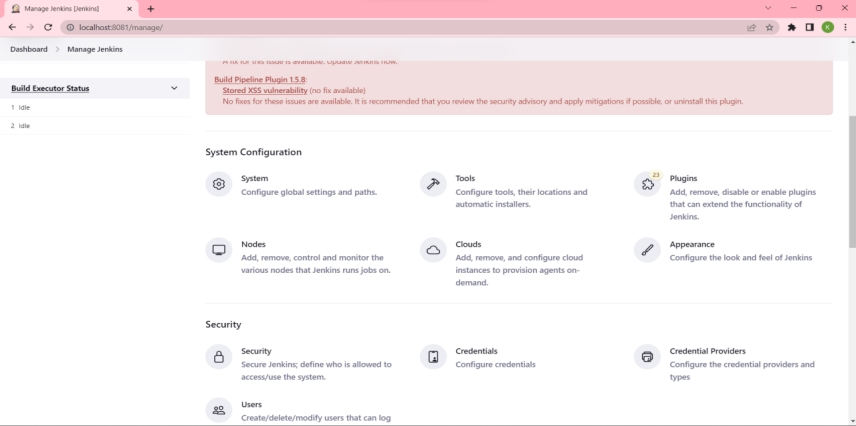 Manage Jenkins [Jenkins]
localhost:8081/manage/
K
Dashboard > Manage Jenkins
A fix for this issue is available. Update Jenkins now.
Build Pipeline Plugin 1.5.8:
Stored XSS vulnerability (no fix available)
No fixes for these issues are available. It is recommended that you review the security advisory and apply mitigations if possible, or uninstall this plugin.
Build Executor Status
1 Idle
2 Idle
System Configuration
System
Configure global settings and paths.
Tools
Configure tools, their locations and
automatic installers.
23
Plugins
Add, remove, disable or enable plugins
that can extend the functionality of
Jenkins.
Nodes
Add, remove, control and monitor the
various nodes that Jenkins runs jobs on.
Clouds
Add, remove, and configure cloud
instances to provision agents on-
demand.
Appearance
Configure the look and feel of Jenkins
Security
Security
Secure Jenkins; define who is allowed to
access/use the system.
Credentials
Configure credentials
Credential Providers
Configure the credential providers and
types
Users
Create/delete/modify users that can log